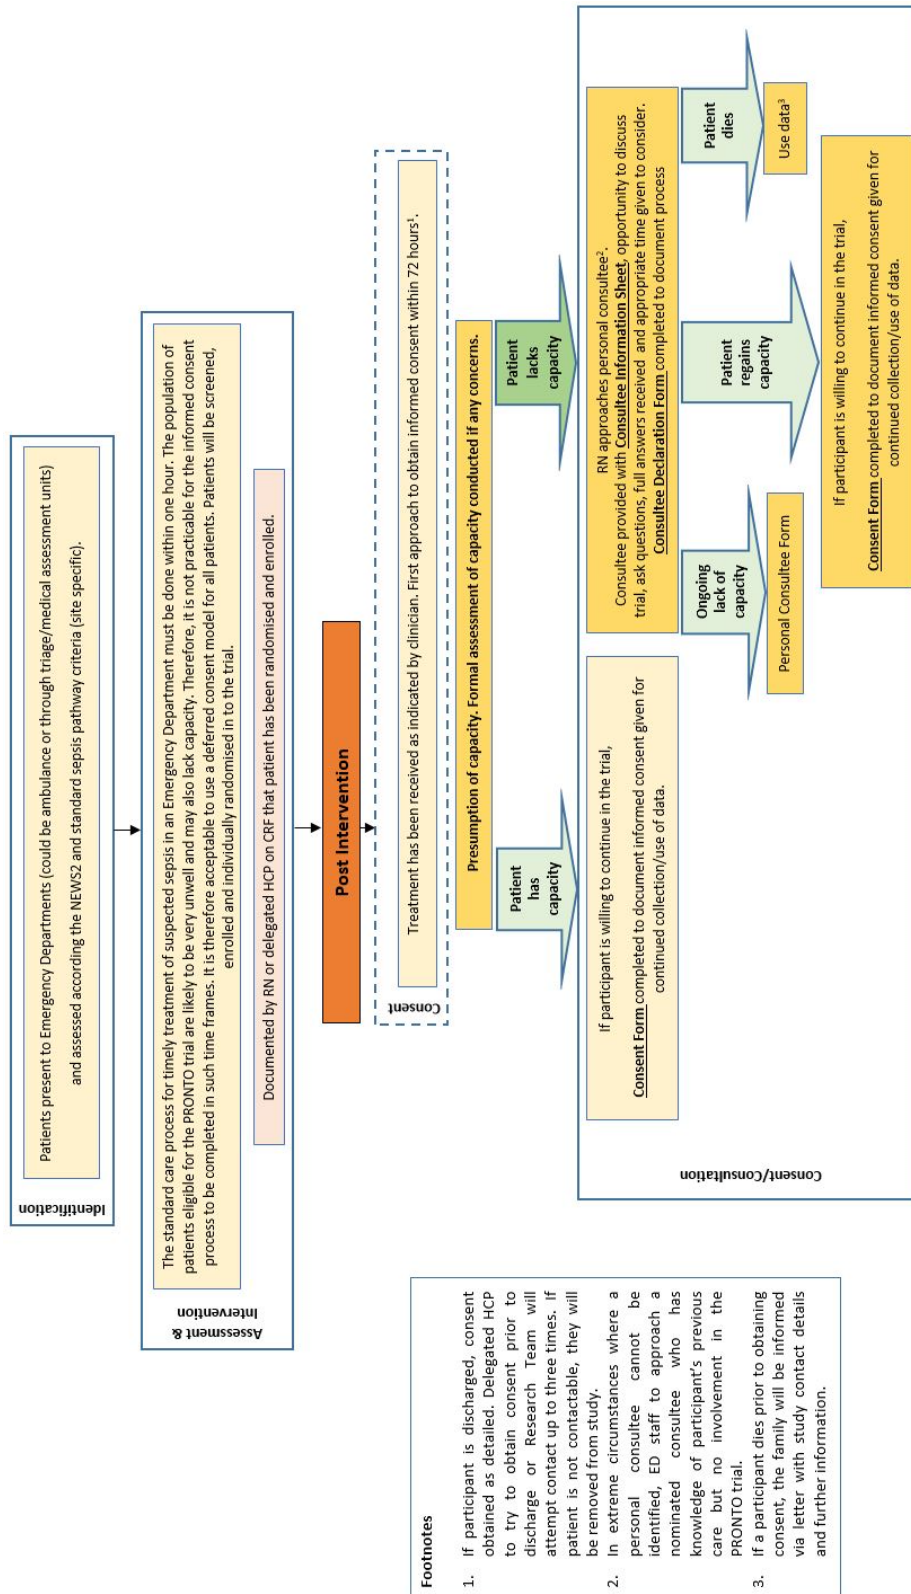 Identification
Patients present to Emergency Departments (could be ambulance or through triage/medical assessment units)
and assessed according the NEWS2 and standard sepsis pathway criteria (site specific).
Assessment &
Intervention
The standard care process for timely treatment of suspected sepsis in an Emergency Department must be done within one hour. The population of
patients eligible for the PRONTO trial are likely to be very unwell and may also lack capacity. Therefore, it is not practicable for the informed consent
process to be completed in such time frames. It is therefore acceptable to use a deferred consent model for all patients. Patients will be screened,
enrolled and individually randomised in to the trial.
Documented by RN or delegated HCP on CRF that patient has been randomised and enrolled.
Post Intervention
Consent
Treatment has been received as indicated by clinician. First approach to obtain informed consent within 72 hours¹.
Presumption of capacity. Formal assessment of capacity conducted if any concerns.
Patient
has
capacity
Patient
lacks
capacity
Consent/Consultation
If participant is willing to continue in the trial,
Consent Form completed to document informed consent given for
continued collection/use of data.
RN approaches personal consultee².
Consultee provided with Consultee Information Sheet, opportunity to discuss
trial, ask questions, full answers received and appropriate time given to consider.
Consultee Declaration Form completed to document process
Ongoing
lack of
capacity
Patient
regains
capacity
Patient
dies
Personal Consultee Form
Use data³
If participant is willing to continue in the trial,
Consent Form completed to document informed consent given for
continued collection/use of data.
Footnotes
1. If participant is discharged, consent
obtained as detailed. Delegated HCP
to try to obtain consent prior to
discharge or Research Team will
attempt contact up to three times. If
patient is not contactable, they will
be removed from study.
2. In extreme circumstances where a
personal consultee cannot be
identified, ED staff to approach a
nominated consultee who has
knowledge of participant's previous
care but no involvement in the
PRONTO trial.
3. If a participant dies prior to obtaining
consent, the family will be informed
via letter with study contact details
and further information.